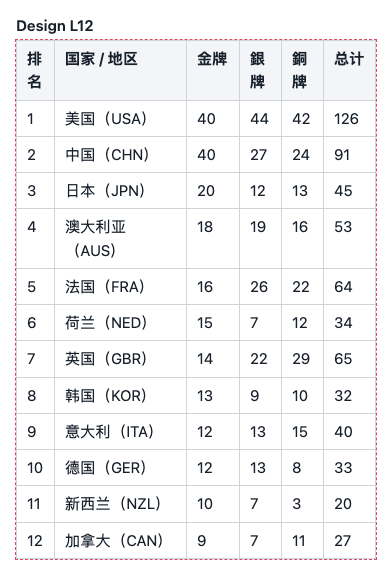 Design L12
排名 国家 / 地区 金牌 銀牌 銅牌 总计
1 美国（USA） 40 44 42 126
2 中国（CHN） 40 27 24 91
3 日本（JPN） 20 12 13 45
4 澳大利亚（AUS） 18 19 16 53
5 法国（FRA） 16 26 22 64
6 荷兰（NED） 15 7 12 34
7 英国（GBR） 14 22 29 65
8 韩国（KOR） 13 9 10 32
9 意大利（ITA） 12 13 15 40
10 德国（GER） 12 13 8 33
11 新西兰（NZL） 10 7 3 20
12 加拿大（CAN） 9 7 11 27